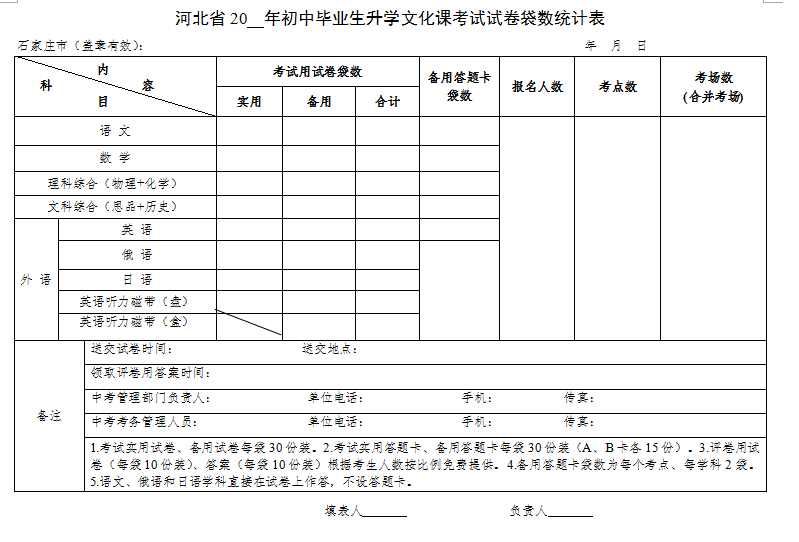 河北省20__年初中毕业生升学文化课考试试卷袋数统计表
石家庄市（盖章有效）： 年 月 日
内
容
科
目
考试用试卷袋数
实用 备用 合计
备用答题卡
袋数
报名人数
考点数
考场数
(合并考场)
语 文
数 学
理科综合（物理+化学）
文科综合（思品+历史）
外 语
英 语
俄 语
日 语
英语听力磁带（盘）
英语听力磁带（盒）
备注
送交试卷时间： 送交地点：
领取评卷用答案时间：
中考管理部门负责人： 单位电话： 手机： 传真：
中考考务管理人员： 单位电话： 手机： 传真：
1.考试实用试卷、备用试卷每袋30份装。2.考试实用答题卡、备用答题卡每袋30份装（A、B卡各15份）。3.评卷用试
卷（每袋10份装）、答案（每袋10份装）根据考生人数按比例免费提供。4.备用答题卡袋数为每个考点、每学科2袋。
5.语文、俄语和日语学科直接在试卷上作答，不设答题卡。
填表人______ 负责人______